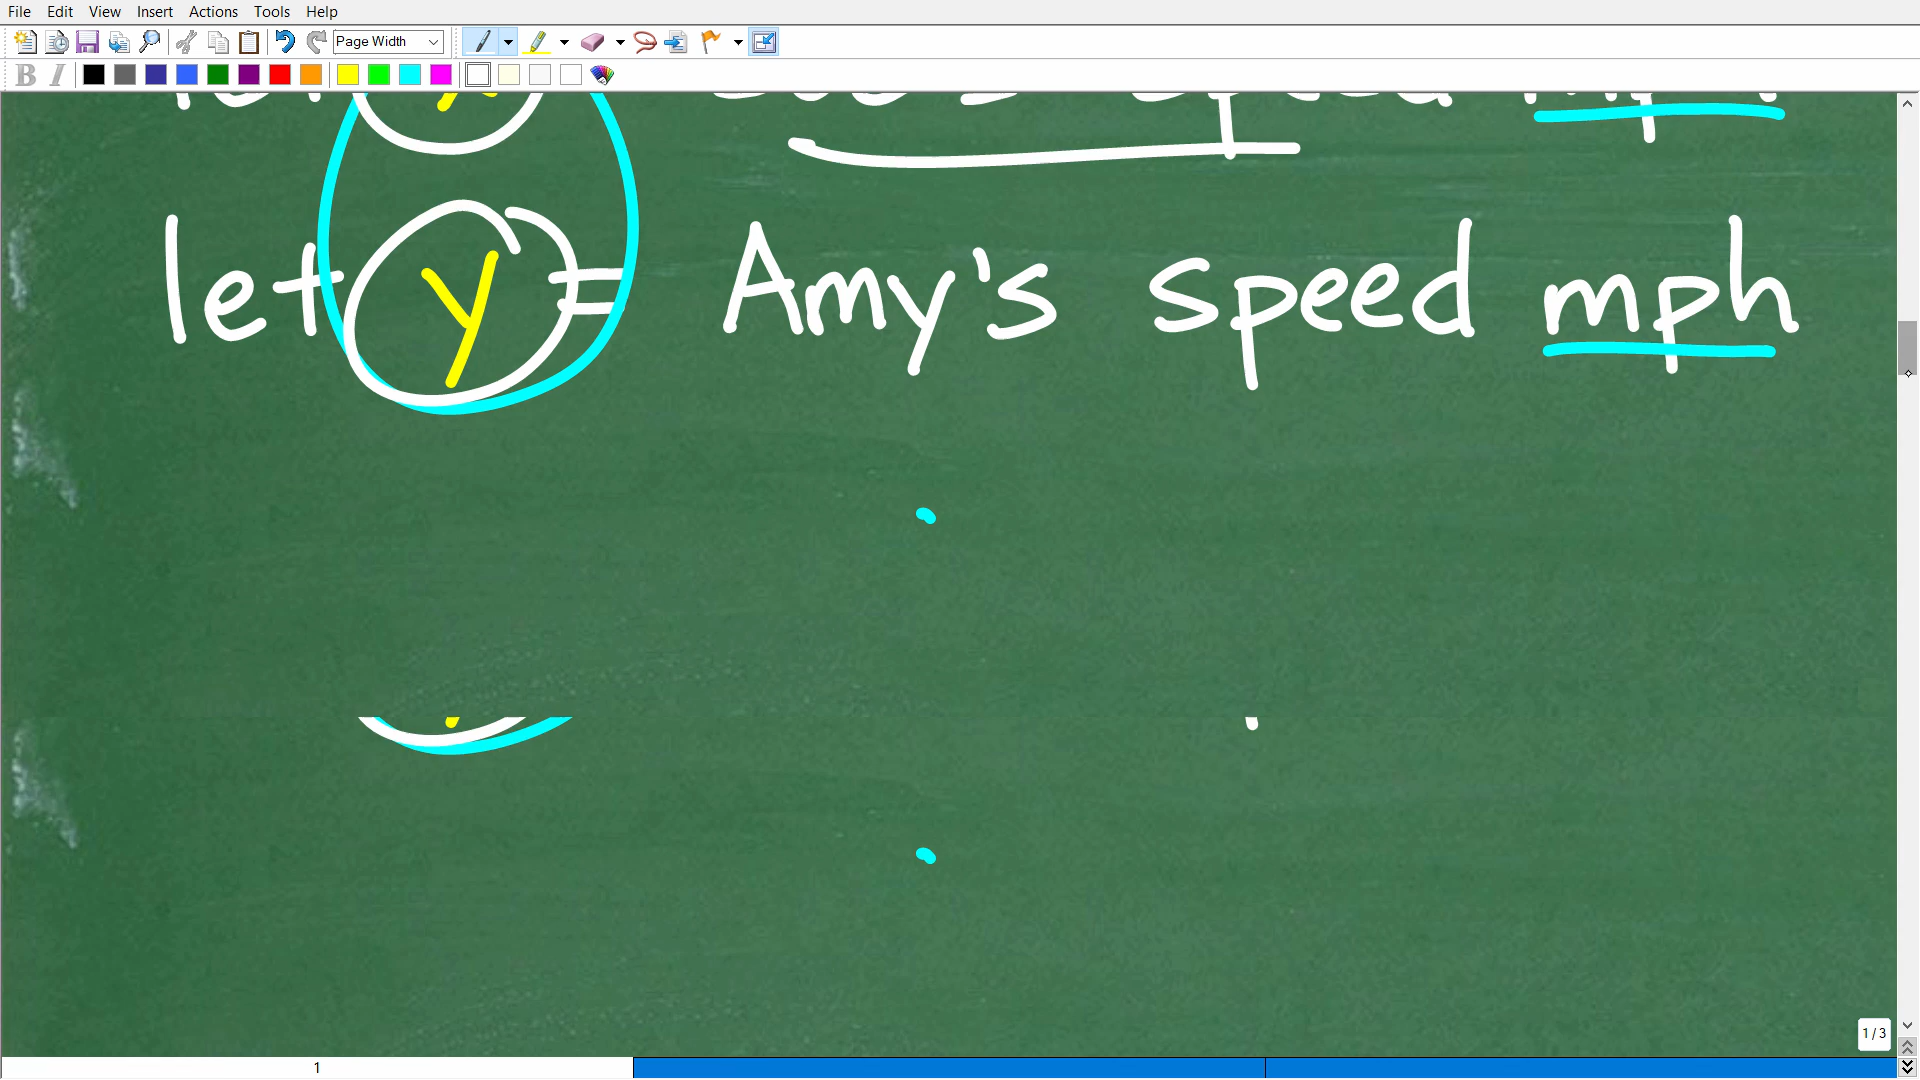 File Edit View Insert Actions Tools Help
Page Width
B I
let y = Amy's speed mph
1 / 3
1